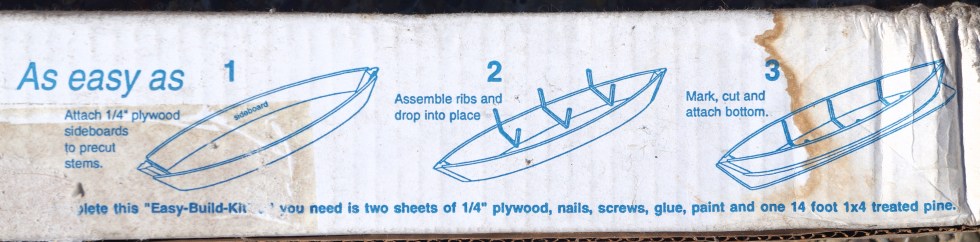 As easy as 1
Attach 1/4" plywood
sideboards
to precut
stems.
sideboard
2
Assemble ribs and
drop into place
3
Mark, cut and
attach bottom.
this "Easy-Build-Kit you need is two sheets of 1/4" plywood, nails, screws, glue, paint and one 14 foot 1x4 treated pine.